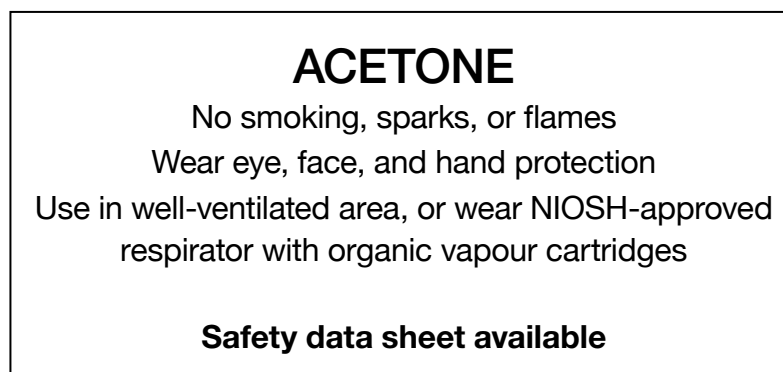 ACETONE
No smoking, sparks, or flames
Wear eye, face, and hand protection
Use in well-ventilated area, or wear NIOSH-approved
respirator with organic vapour cartridges
Safety data sheet available